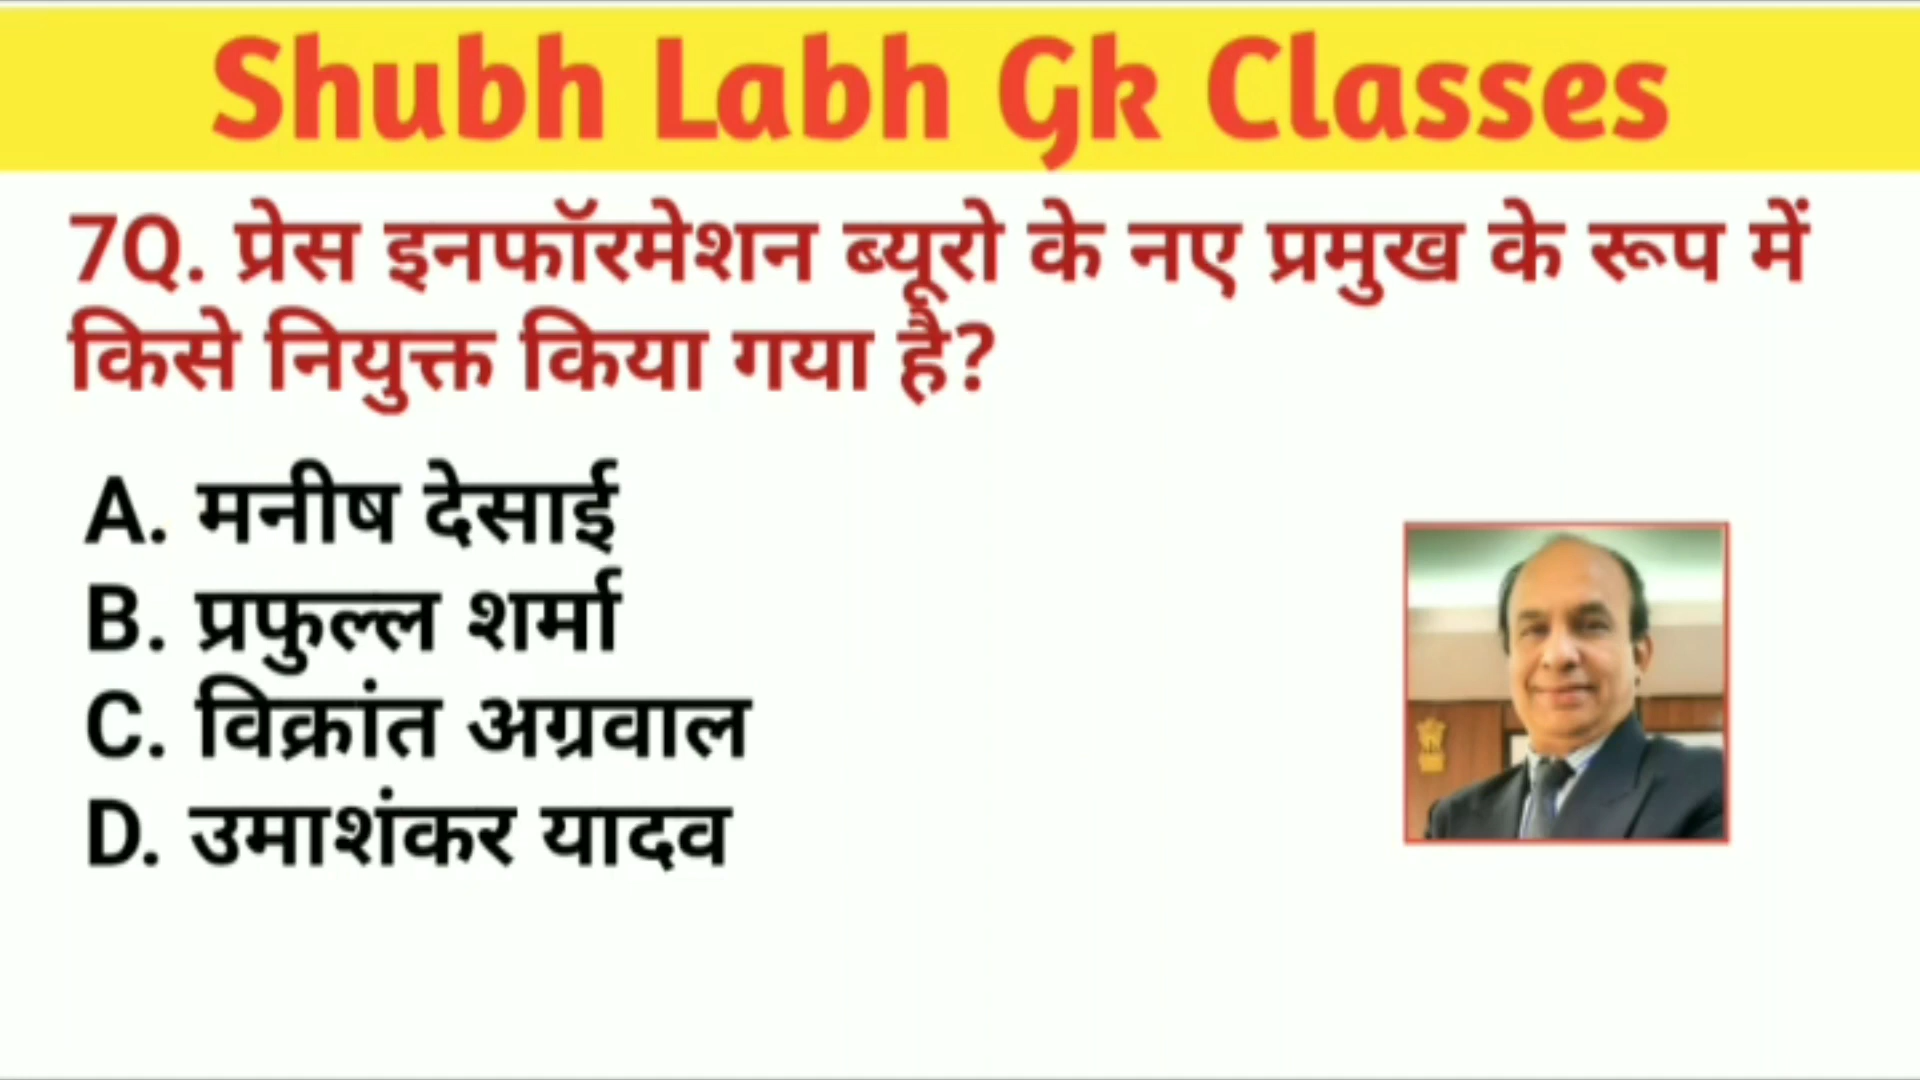 Shubh Labh Gk Classes
7Q. प्रेस इनफॉरमेशन ब्यूरो के नए प्रमुख के रूप में
किसे नियुक्त किया गया है?
A. मनीष देसाई
B. प्रफुल्ल शर्मा
C. विक्रांत अग्रवाल
D. उमाशंकर यादव